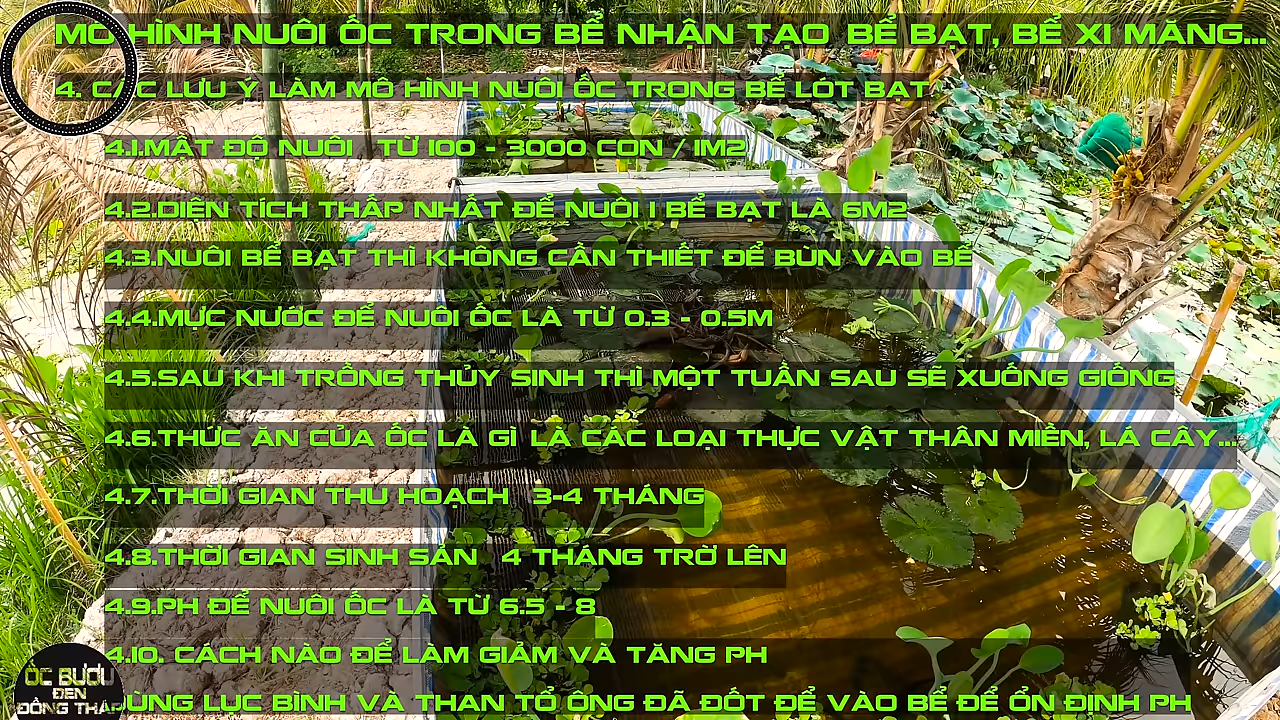 MÔ HÌNH NUÔI ỐC TRONG BỂ NHẬN TẠO BỂ BẠT, BỂ XI MĂNG...
4. CÁC LƯU Ý LÀM MÔ HÌNH NUÔI ỐC TRONG BỂ LÓT BẠT
4.1.MẬT ĐỘ NUÔI TỪ 100 - 3000 CON / 1M2
4.2.DIỆN TÍCH THẤP NHẤT ĐỂ NUÔI 1 BỂ BẠT LÀ 6M2
4.3.NUÔI BỂ BẠT THÌ KHÔNG CẦN THIẾT ĐỂ BÙN VÀO BỂ
4.4.MỰC NƯỚC ĐỂ NUÔI ỐC LÀ TỪ 0.3 - 0.5M
4.5.SAU KHI TRỒNG THỦY SINH THÌ MỘT TUẦN SAU SẼ XUỐNG GIỐNG
4.6.THỨC ĂN CỦA ỐC LÀ GÌ LÀ CÁC LOẠI THỰC VẬT THÂN MIỀN, LÁ CÂY...
4.7.THỜI GIAN THU HOẠCH 3-4 THÁNG
4.8.THỜI GIAN SINH SẢN 4 THÁNG TRỞ LÊN
4.9.PH ĐỂ NUÔI ỐC LÀ TỪ 6.5 - 8
4.10. CÁCH NÀO ĐỂ LÀM GIẢM VÀ TĂNG PH
DÙNG LỤC BÌNH VÀ THAN TỔ ÔNG ĐÃ ĐỐT ĐỂ VÀO BỂ ĐỂ ỔN ĐỊNH PH
ỐC BƯƠU
ĐEN
ĐỒNG THÁP